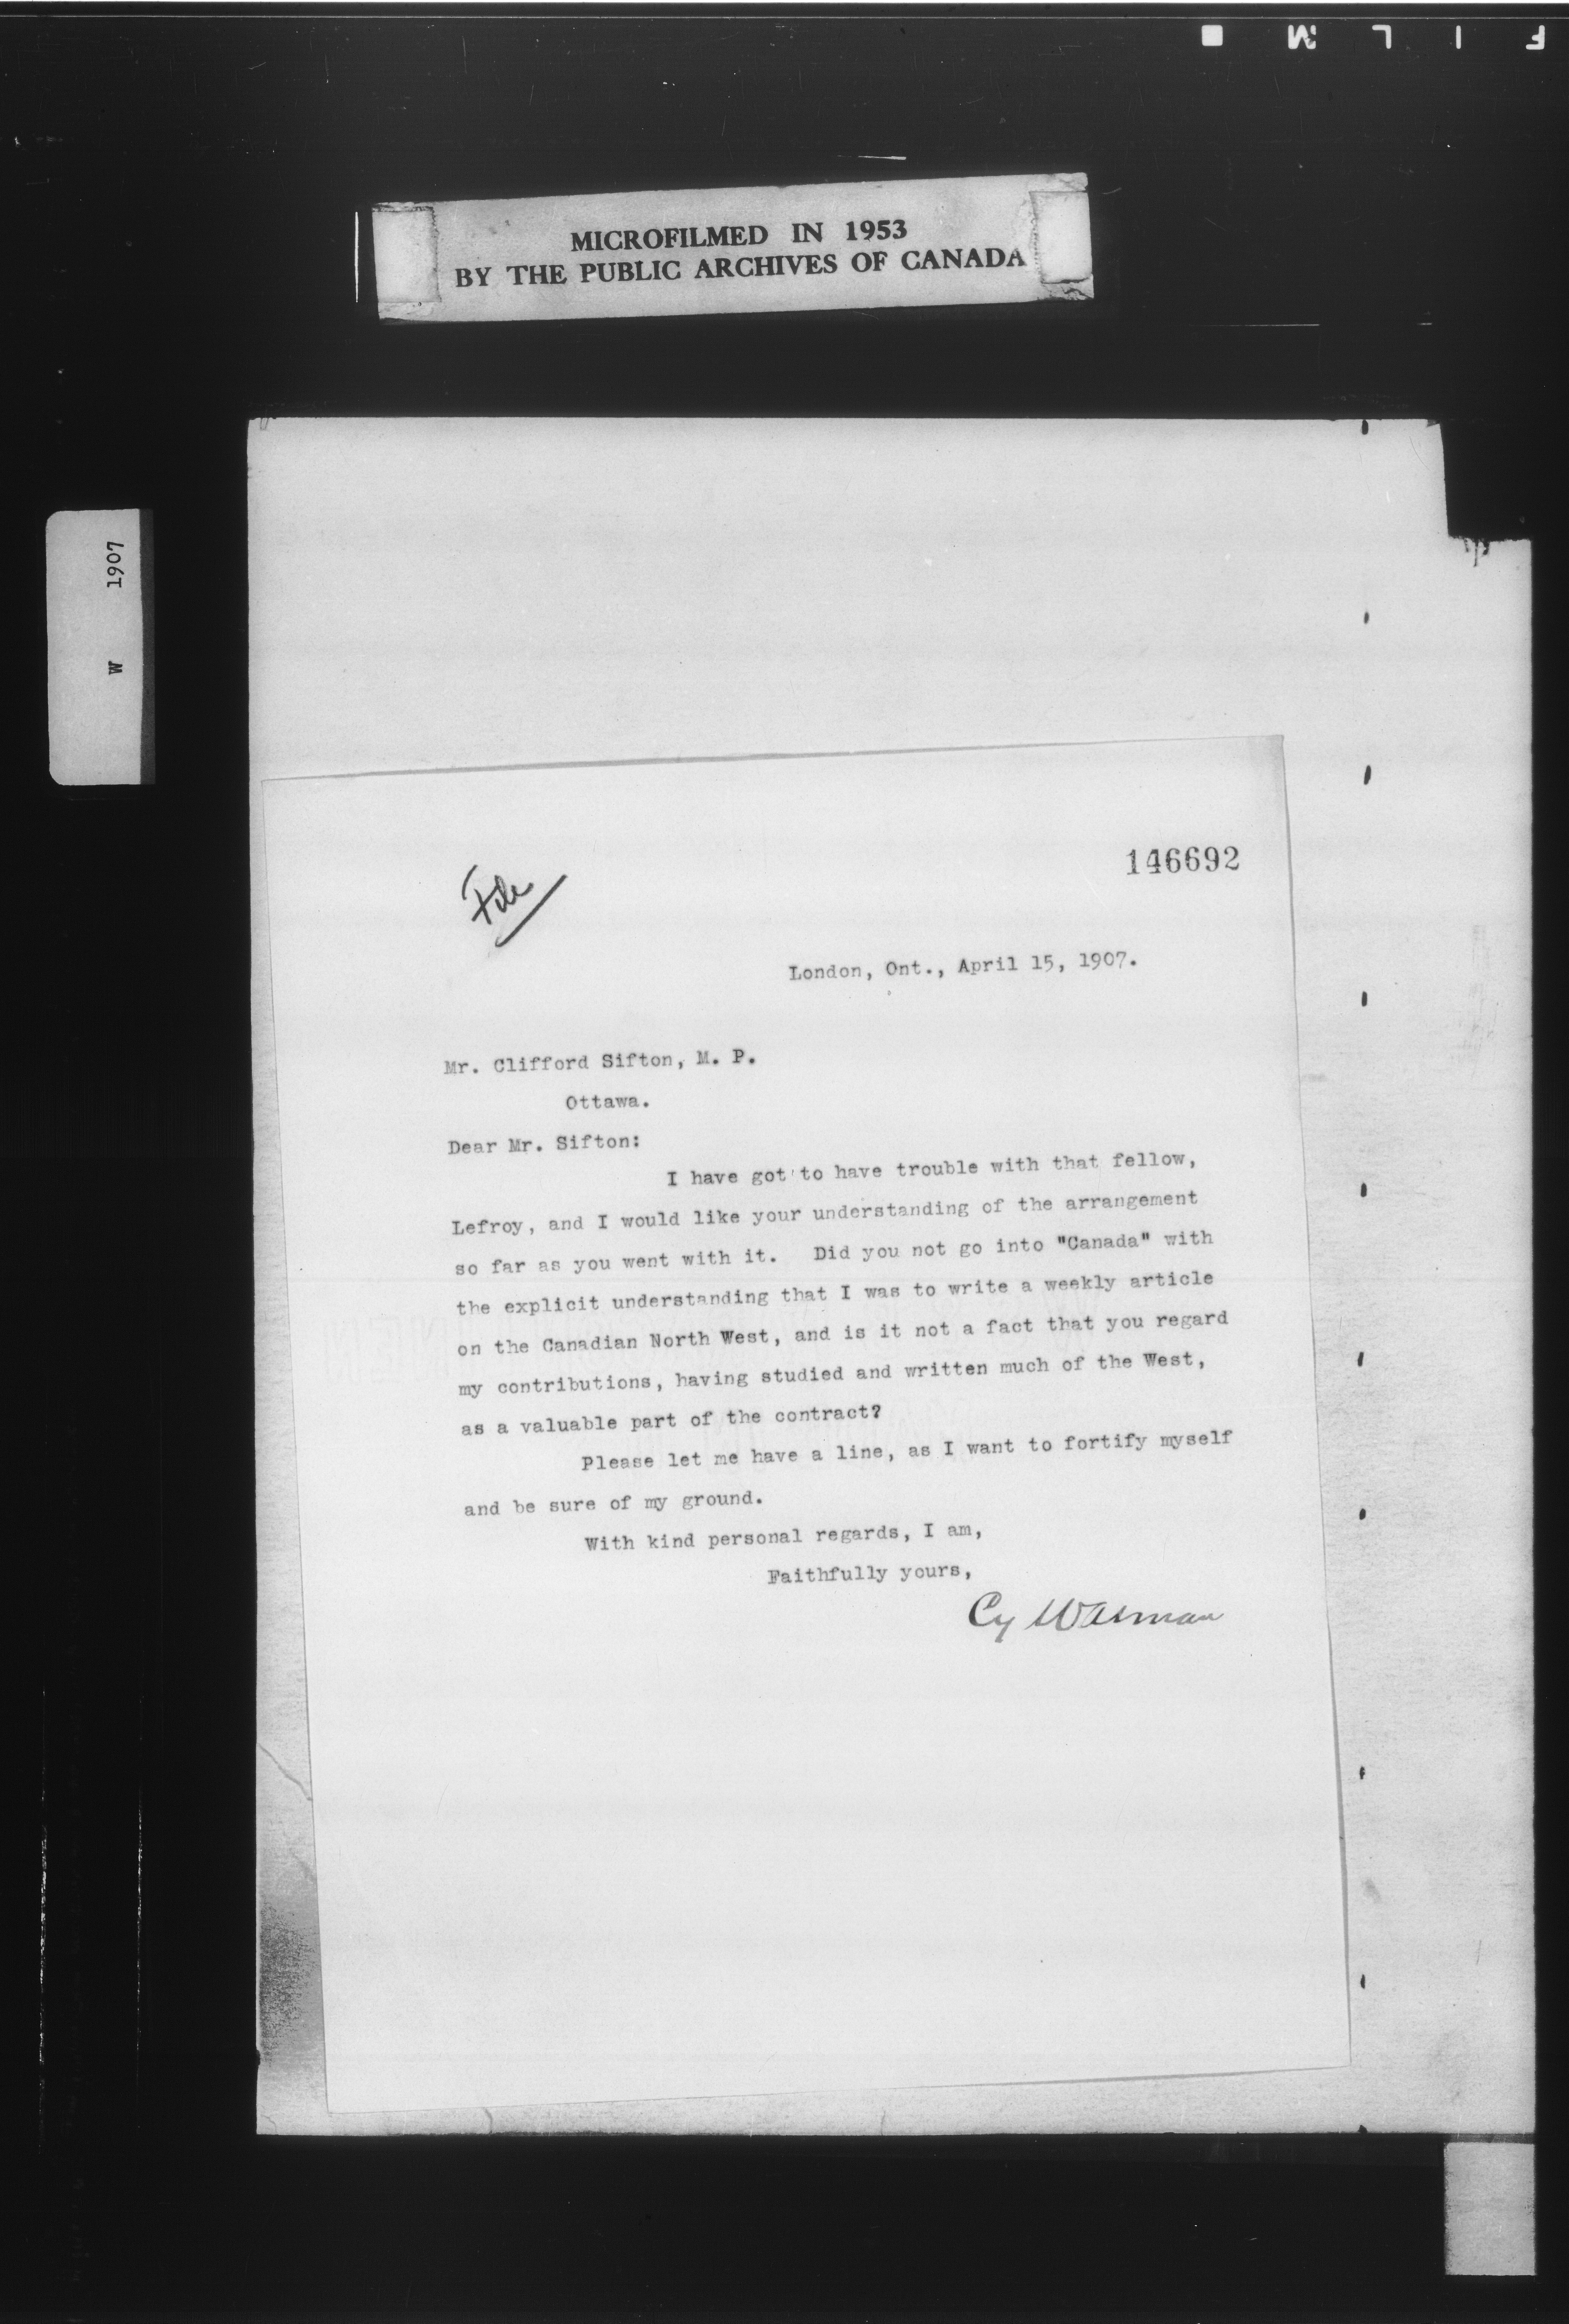 FILM
MICROFILMED IN 1953
BY THE PUBLIC ARCHIVES OF CANADA
W 1907
146692
File
London, Ont., April 15, 1907.
Mr. Clifford Sifton, M. P.
Ottawa.
Dear Mr. Sifton:
I have got to have trouble with that fellow,
Lefroy, and I would like your understanding of the arrangement
so far as you went with it. Did you not go into "Canada" with
the explicit understanding that I was to write a weekly article
on the Canadian North West, and is it not a fact that you regard
my contributions, having studied and written much of the West,
as a valuable part of the contract?
Please let me have a line, as I want to fortify myself
and be sure of my ground.
With kind personal regards, I am,
Faithfully yours,
Cy Warman